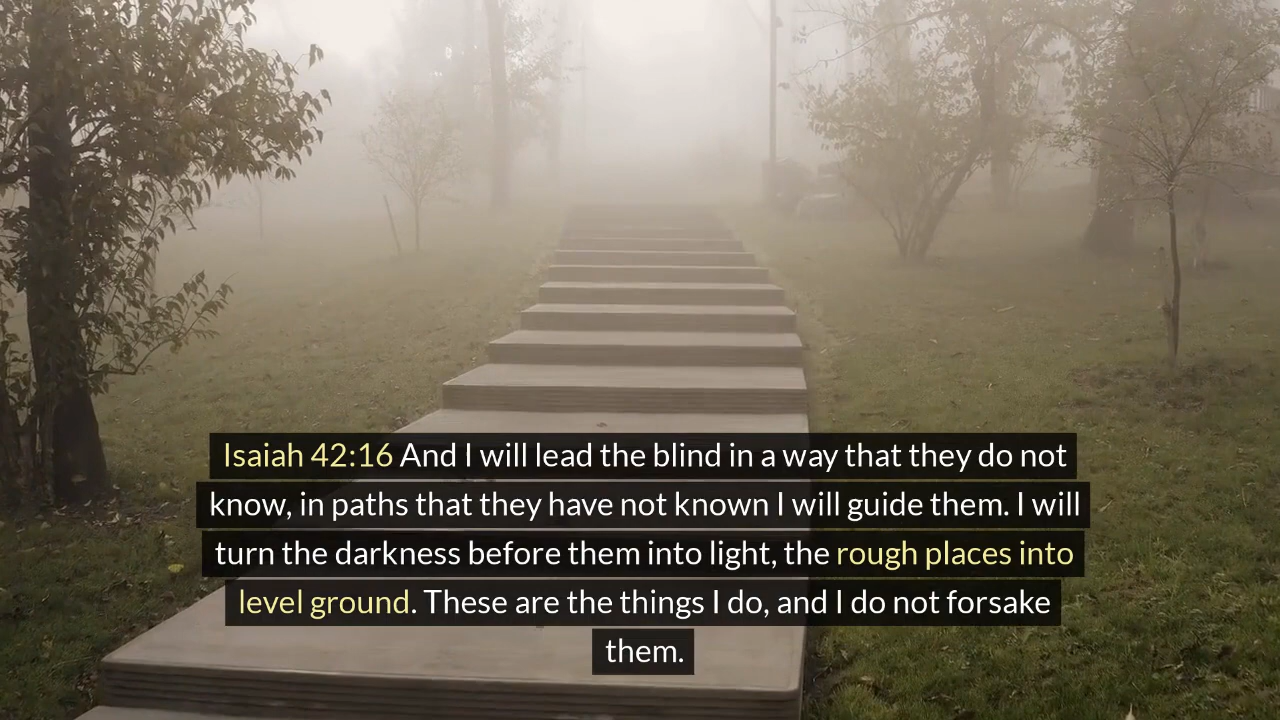 Isaiah 42:16 And I will lead the blind in a way that they do not
know, in paths that they have not known I will guide them. I will
turn the darkness before them into light, the rough places into
level ground. These are the things I do, and I do not forsake
them.